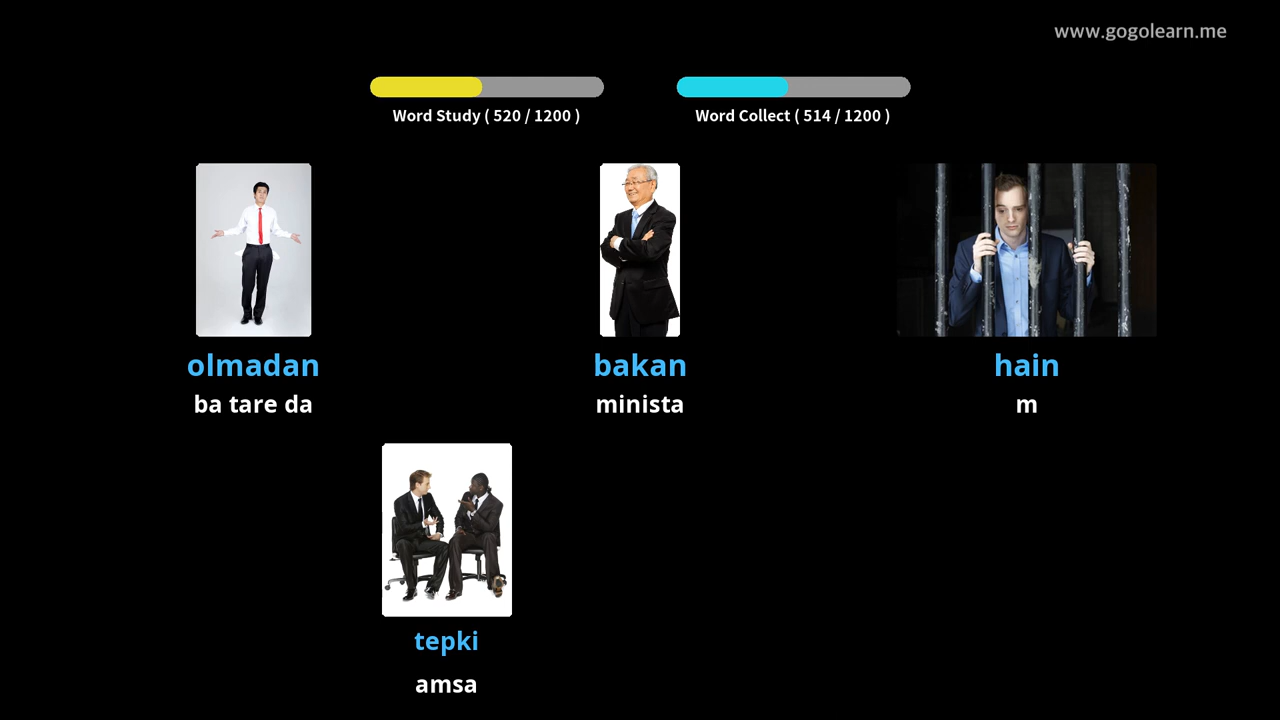 www.gogolearn.me
Word Study ( 520 / 1200 )
Word Collect ( 514 / 1200 )
olmadan
ba tare da
bakan
minista
hain
m
tepki
amsa